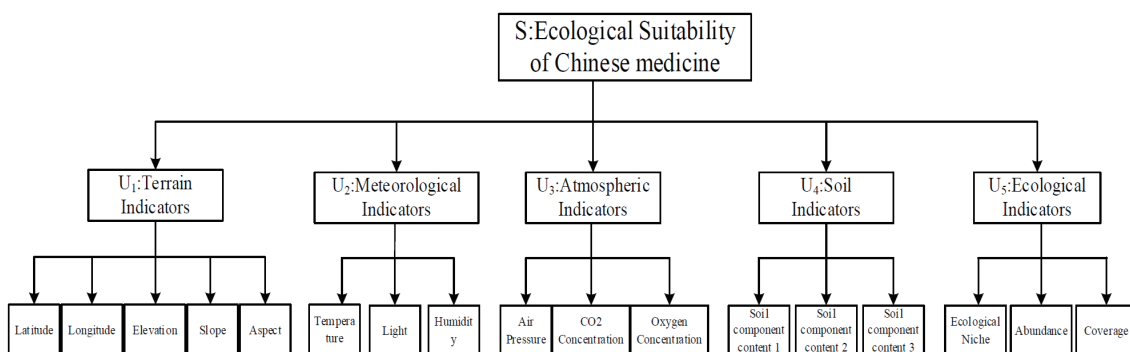 S:Ecological Suitability
of Chinese medicine
U₁:Terrain
Indicators
U₂:Meteorological
Indicators
U₃:Atmospheric
Indicators
U₄:Soil
Indicators
U₅:Ecological
Indicators
Latitude
Longitude
Elevation
Slope
Aspect
Tempera
ture
Light
Humidit
y
Air
Pressure
CO2
Concentration
Oxygen
Concentration
Soil
component
content 1
Soil
component
content 2
Soil
component
content 3
Ecological
Niche
Abundance
Coverage